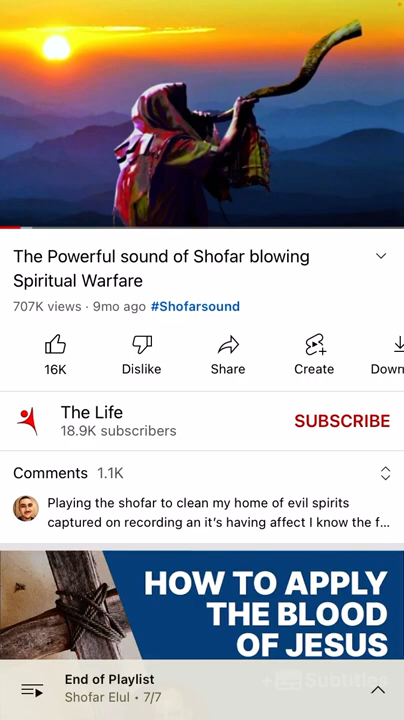 The Powerful sound of Shofar blowing
Spiritual Warfare
707K views · 9mo ago #Shofarsound
16K
Dislike
Share
Create
Down
The Life
18.9K subscribers
SUBSCRIBE
Comments 1.1K
Playing the shofar to clean my home of evil spirits
captured on recording an it’s having affect I know the f...
HOW TO APPLY
THE BLOOD
OF JESUS
+ Subtitles
End of Playlist
Shofar Elul • 7/7